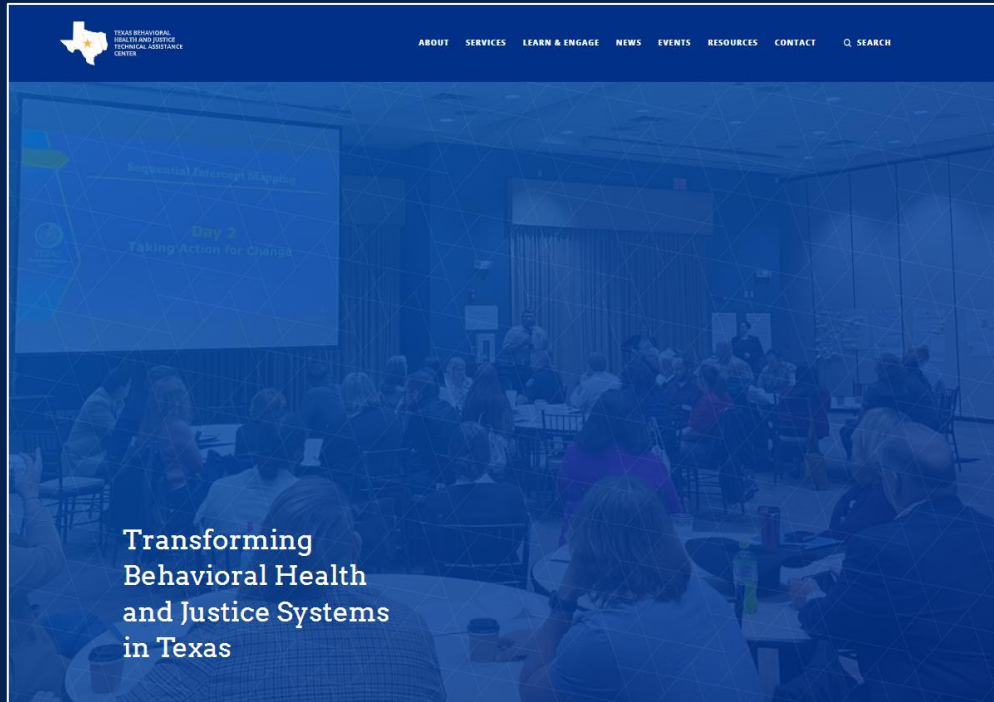 TEXAS BEHAVIORAL
HEALTH AND JUSTICE
TECHNICAL ASSISTANCE
CENTER
ABOUT SERVICES LEARN & ENGAGE NEWS EVENTS RESOURCES CONTACT SEARCH
Sequential Intercept Mapping
Day 2
Taking Action for Change
Transforming
Behavioral Health
and Justice Systems
in Texas